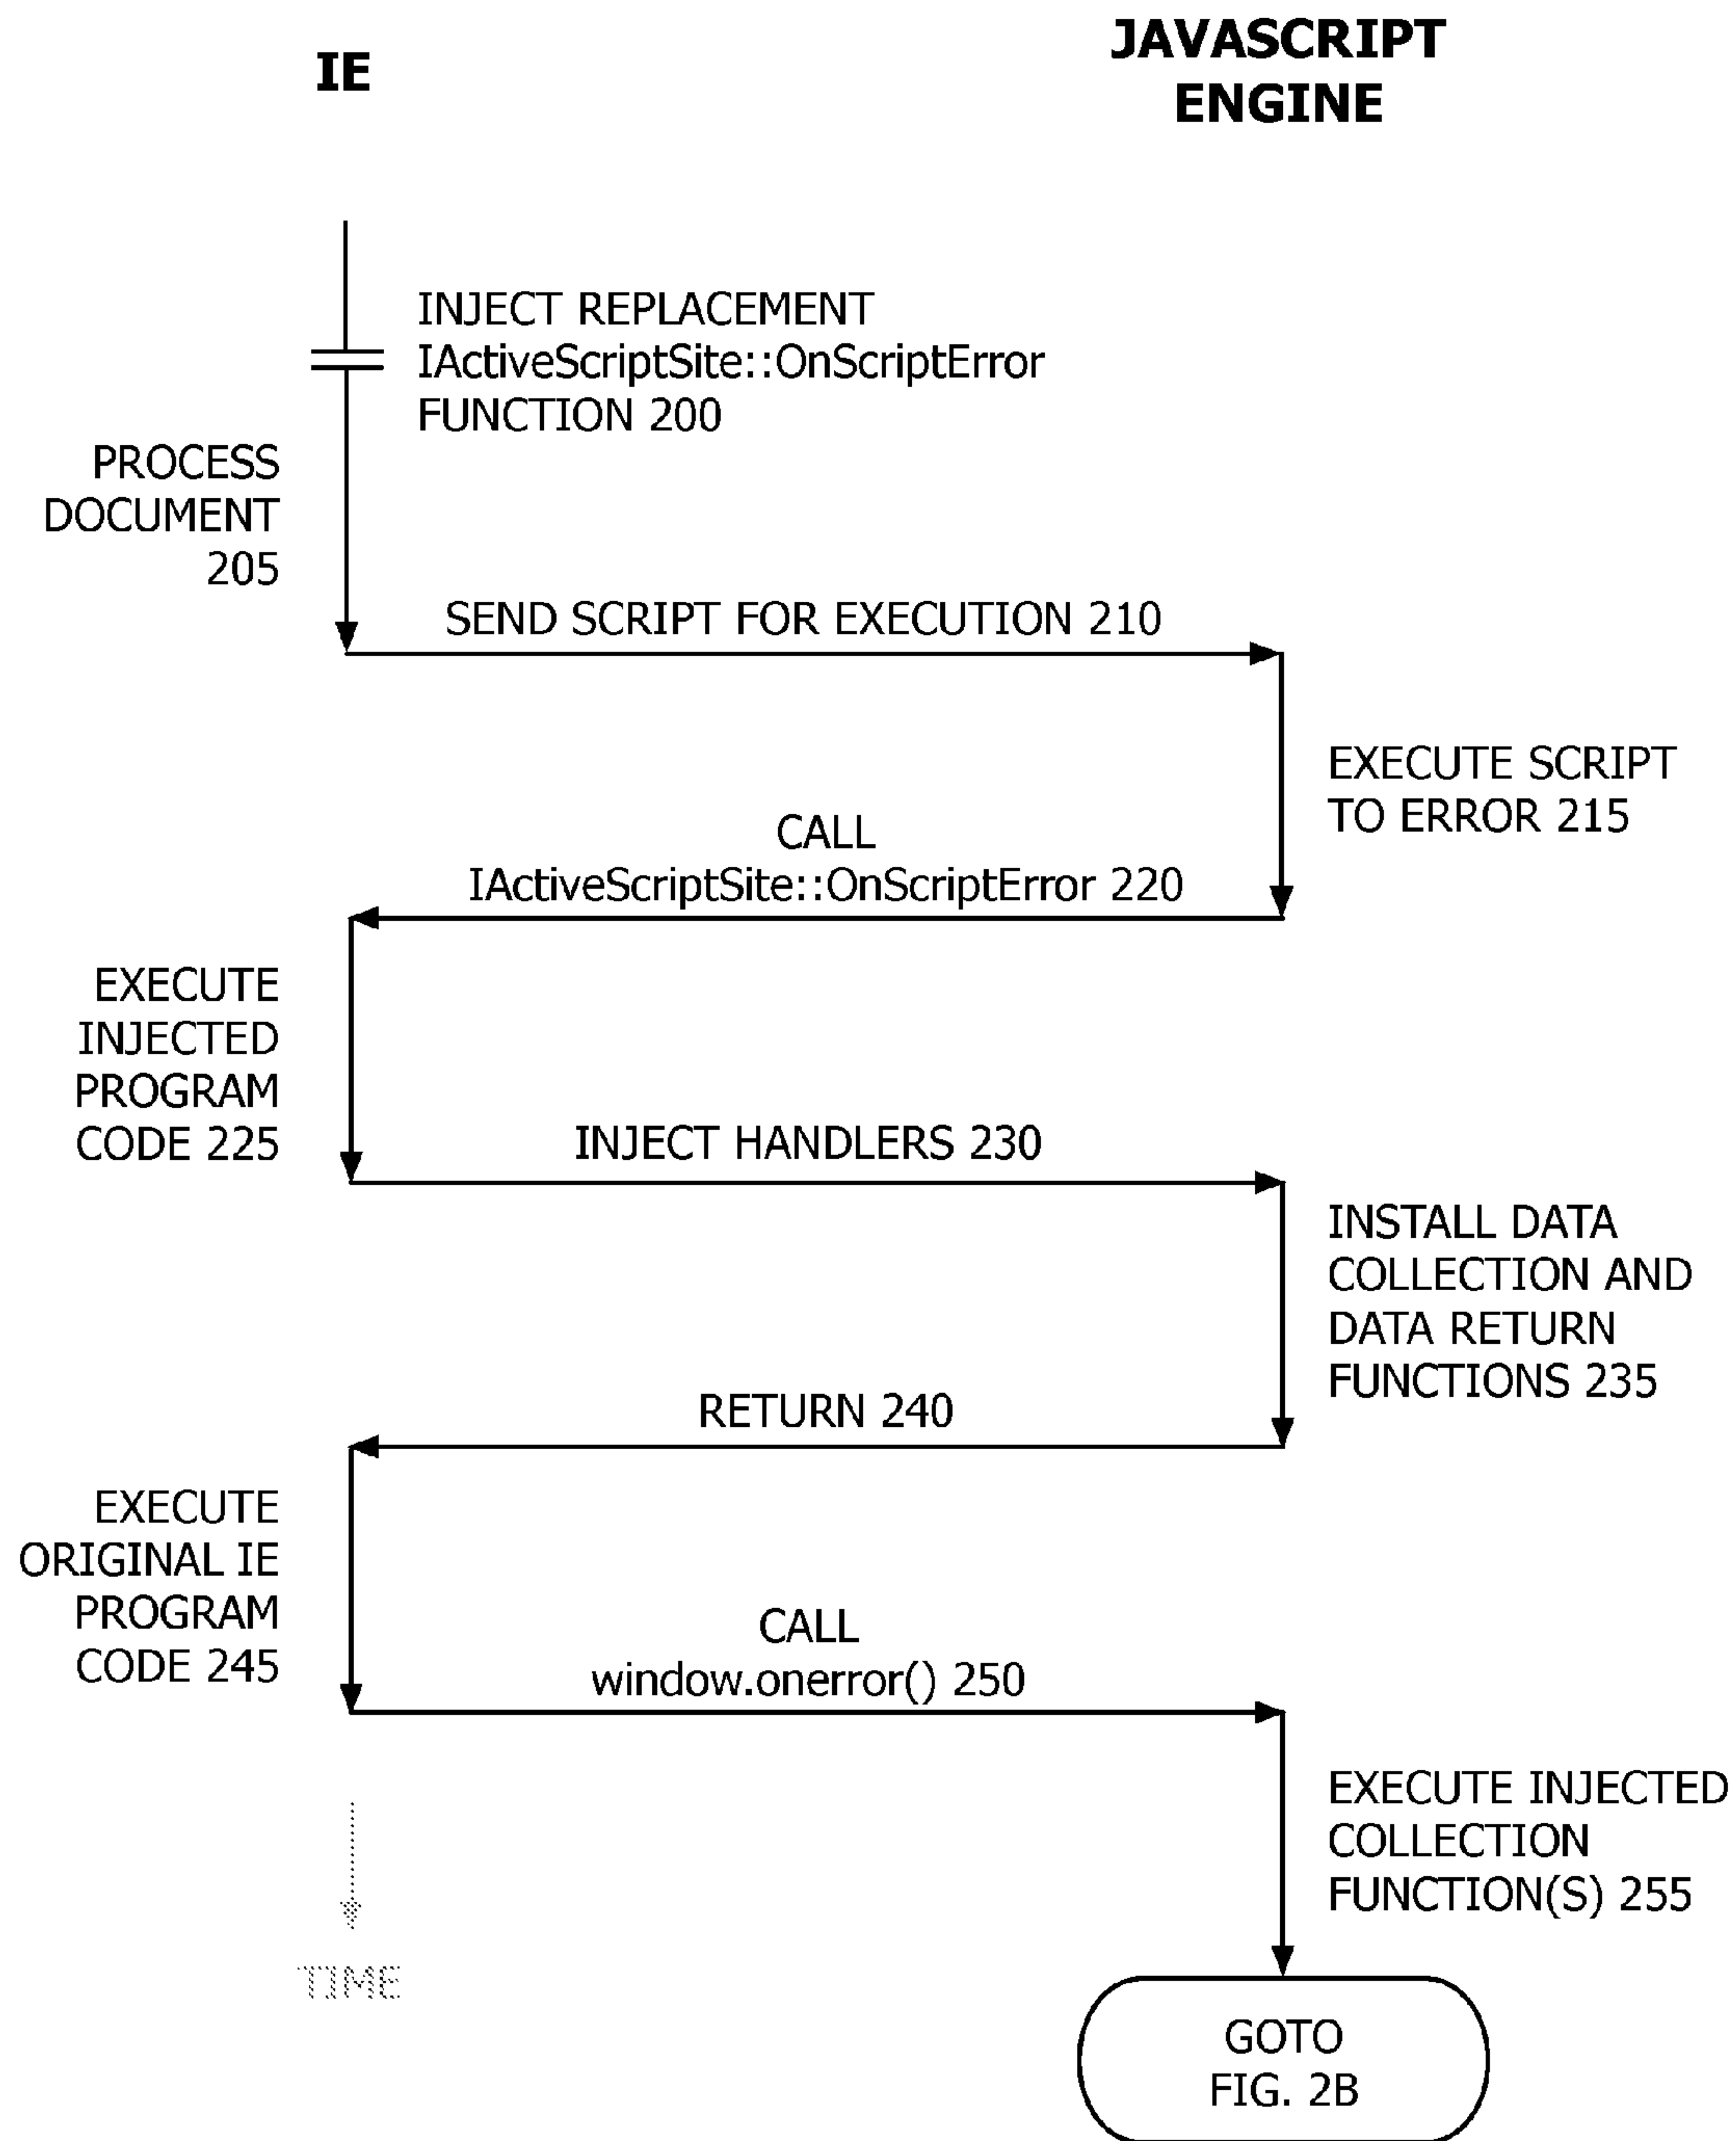 IE
JAVASCRIPT
ENGINE
INJECT REPLACEMENT
IActiveScriptSite::OnScriptError
FUNCTION 200
PROCESS
DOCUMENT
205
SEND SCRIPT FOR EXECUTION 210
EXECUTE SCRIPT
TO ERROR 215
CALL
IActiveScriptSite::OnScriptError 220
EXECUTE
INJECTED
PROGRAM
CODE 225
INJECT HANDLERS 230
INSTALL DATA
COLLECTION AND
DATA RETURN
FUNCTIONS 235
RETURN 240
EXECUTE
ORIGINAL IE
PROGRAM
CODE 245
CALL
window.onerror() 250
EXECUTE INJECTED
COLLECTION
FUNCTION(S) 255
TIME
GOTO
FIG. 2B